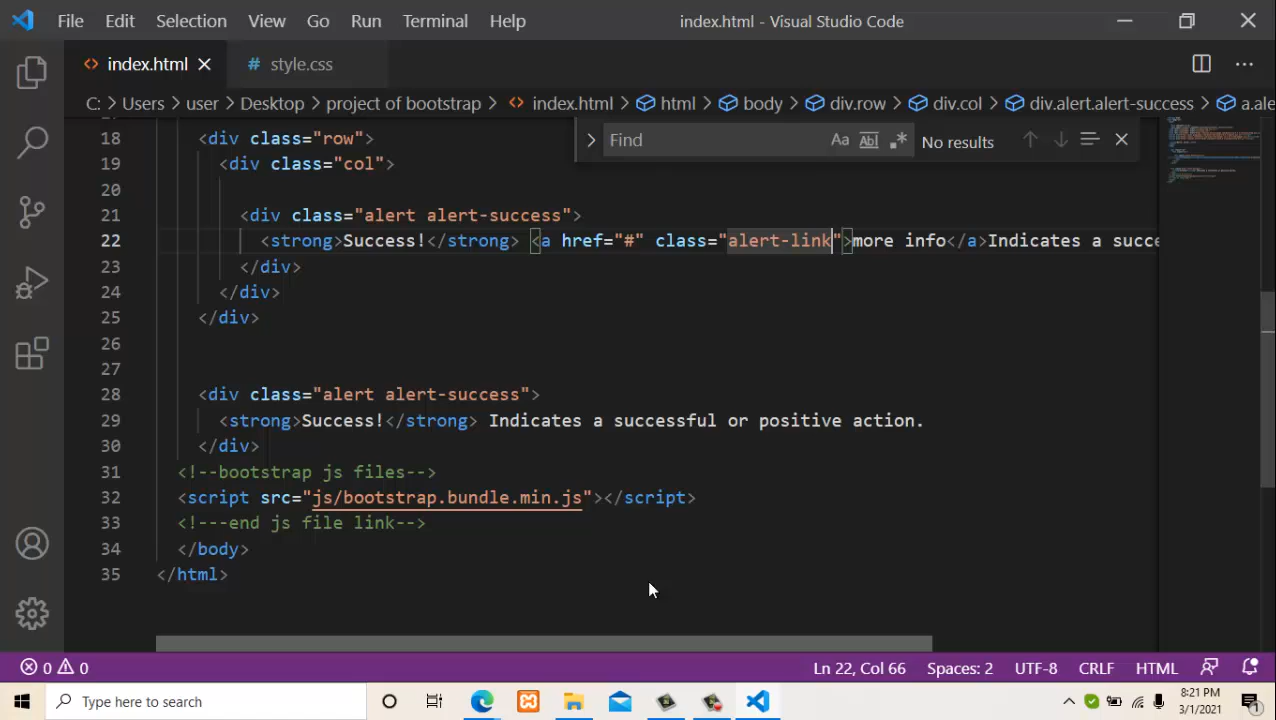 File Edit Selection View Go Run Terminal Help index.html - Visual Studio Code
index.html style.css
C: > Users > user > Desktop > project of bootstrap > index.html > html > body > div.row > div.col > div.alert.alert-success > a.ale
Find Aa Abl No results
18 <div class="row">
19 <div class="col">
20
21 <div class="alert alert-success">
22 <strong>Success!</strong> <a href="#" class="alert-link">more info</a>Indicates a succe
23 </div>
24 </div>
25 </div>
26
27
28 <div class="alert alert-success">
29 <strong>Success!</strong> Indicates a successful or positive action.
30 </div>
31 <!--bootstrap js files-->
32 <script src="js/bootstrap.bundle.min.js"></script>
33 <!---end js file link-->
34 </body>
35 </html>
0 0 Ln 22, Col 66 Spaces: 2 UTF-8 CRLF HTML
Type here to search
8:21 PM
3/1/2021
1